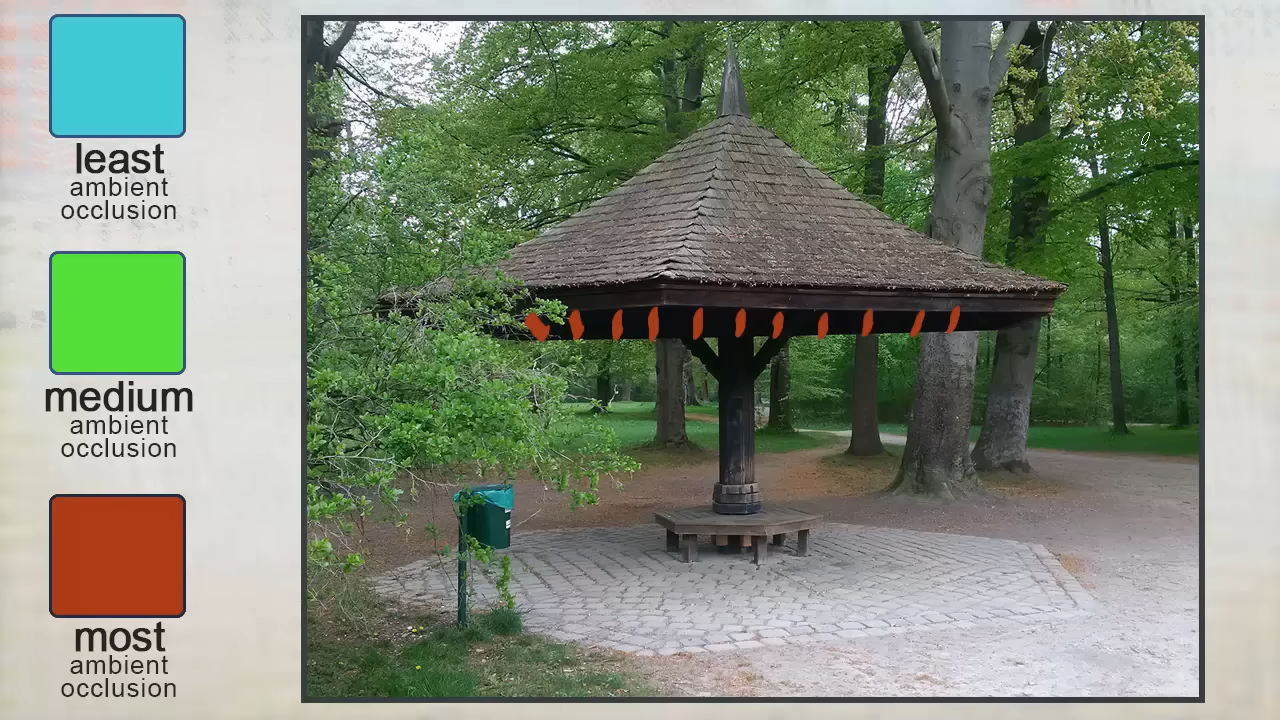 least
ambient
occlusion
medium
ambient
occlusion
most
ambient
occlusion